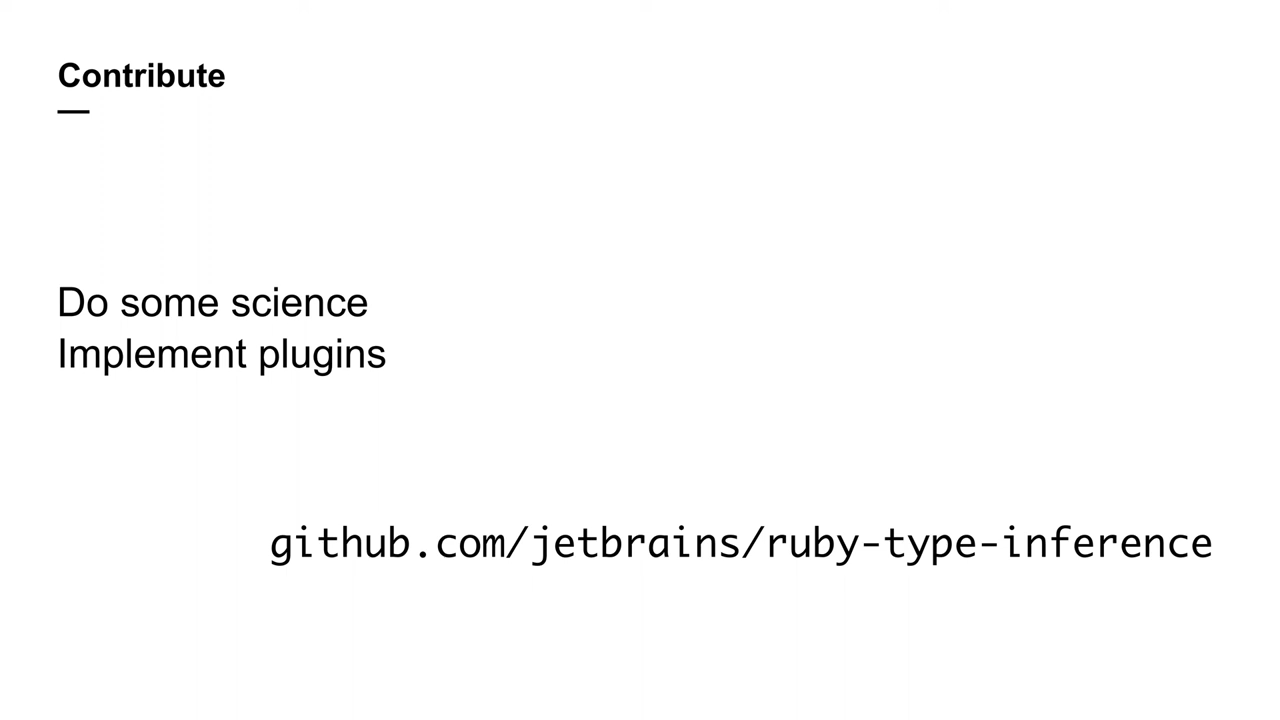 Contribute
Do some science
Implement plugins
github.com/jetbrains/ruby-type-inference